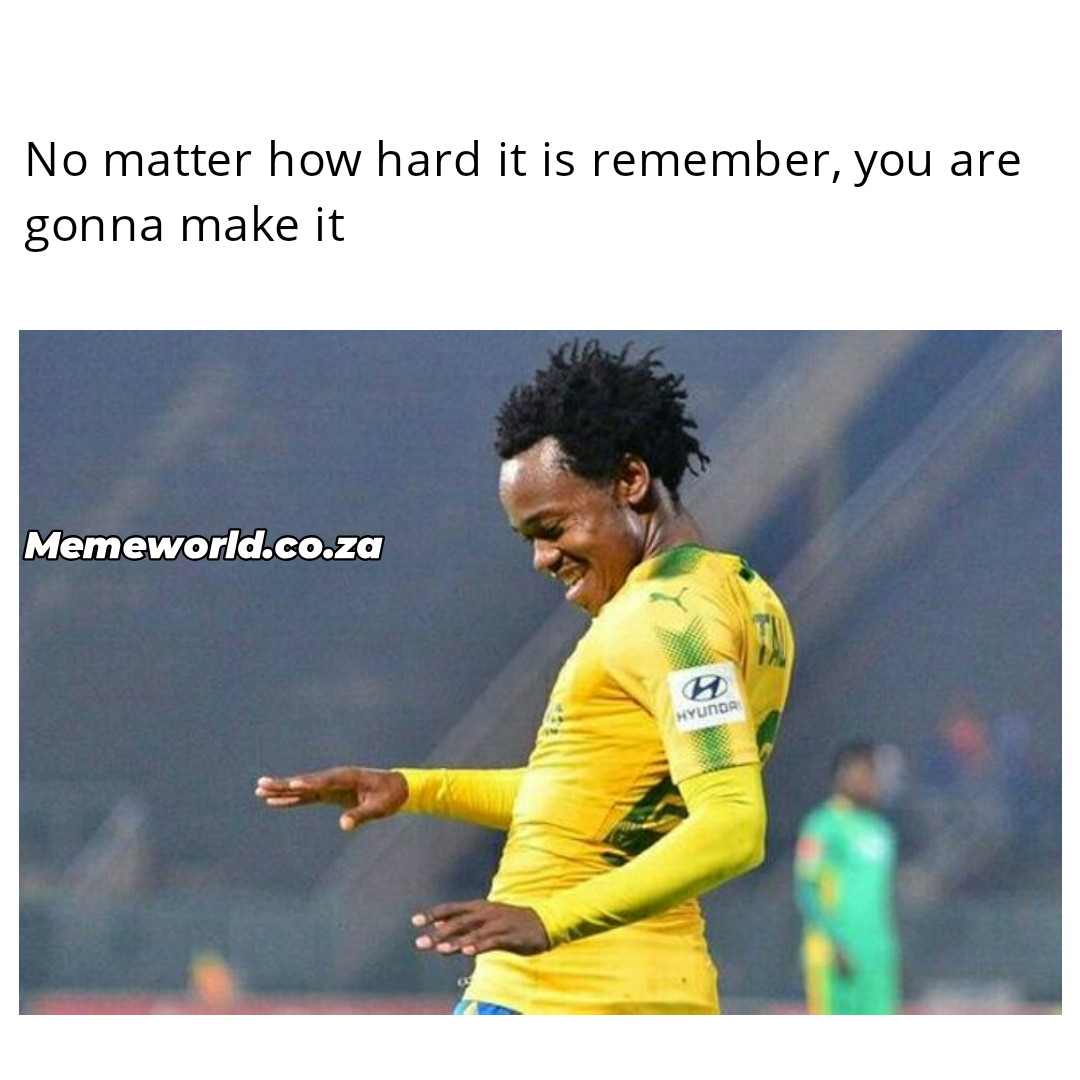 No matter how hard it is remember, you are
gonna make it
Memeworld.co.za
TAU
HYUNDAI